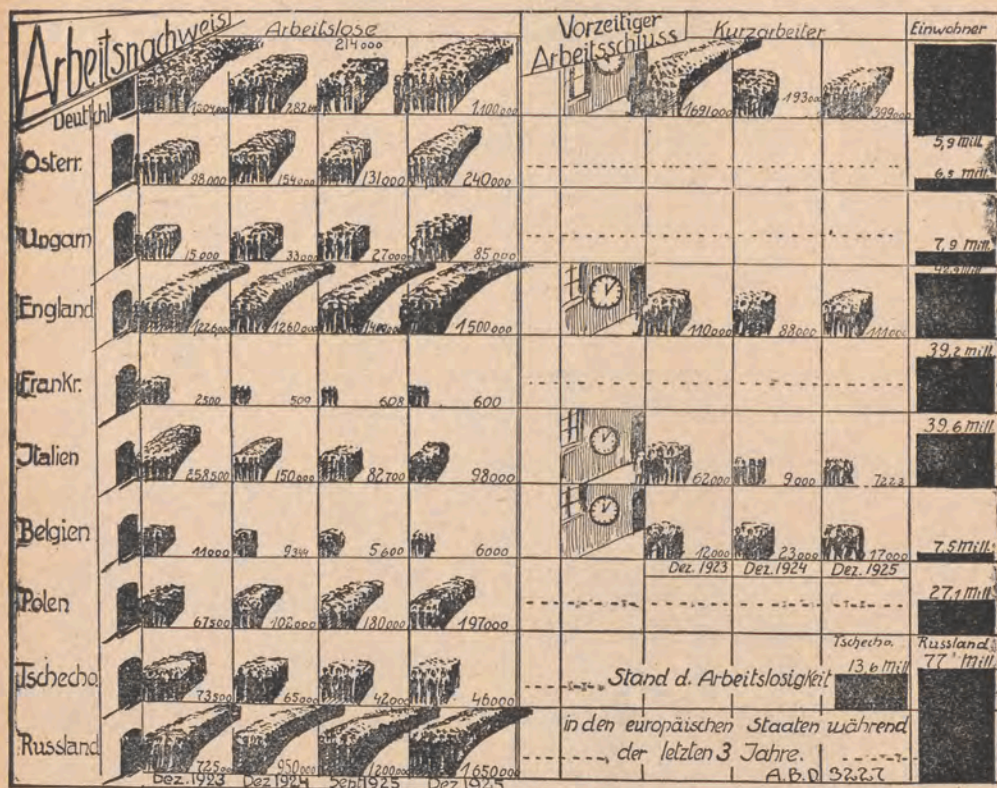 Arbeitsnachweis
Arbeitslose
Vorzeitiger
Arbeitsschluss
Kurzarbeiter
Einwohner
Deutschl.
214000
1.100.000
1691000
193000
399000
5,9 mill.
Österr.
98.000
154000
131000
240000
6,5 mill.
Ungarn
15000
33000
27000
85000
7,9 mill.
England
1226000
1260000
1500000
110000
88000
111000
Frankr.
2500
509
608
600
39,2 mill.
Italien
258500
150000
82700
98000
62000
9000
7223
39,6 mill.
Belgien
11000
9344
5600
6000
12000
23000
17000
7,5 mill.
Dez. 1923
Dez. 1924
Dez. 1925
Polen
67500
102000
180000
197000
27,1 mill.
Tschecho.
73500
65000
42000
46000
Stand d. Arbeitslosigkeit
Tschecho.
13,6 mill
Russland
Russland
725000
950000
1200000
1650000
in den europäischen Staaten während
der letzten 3 Jahre.
A.B.D. 3227
Dez. 1923
Dez 1924
Sept 1925
Dez 1925